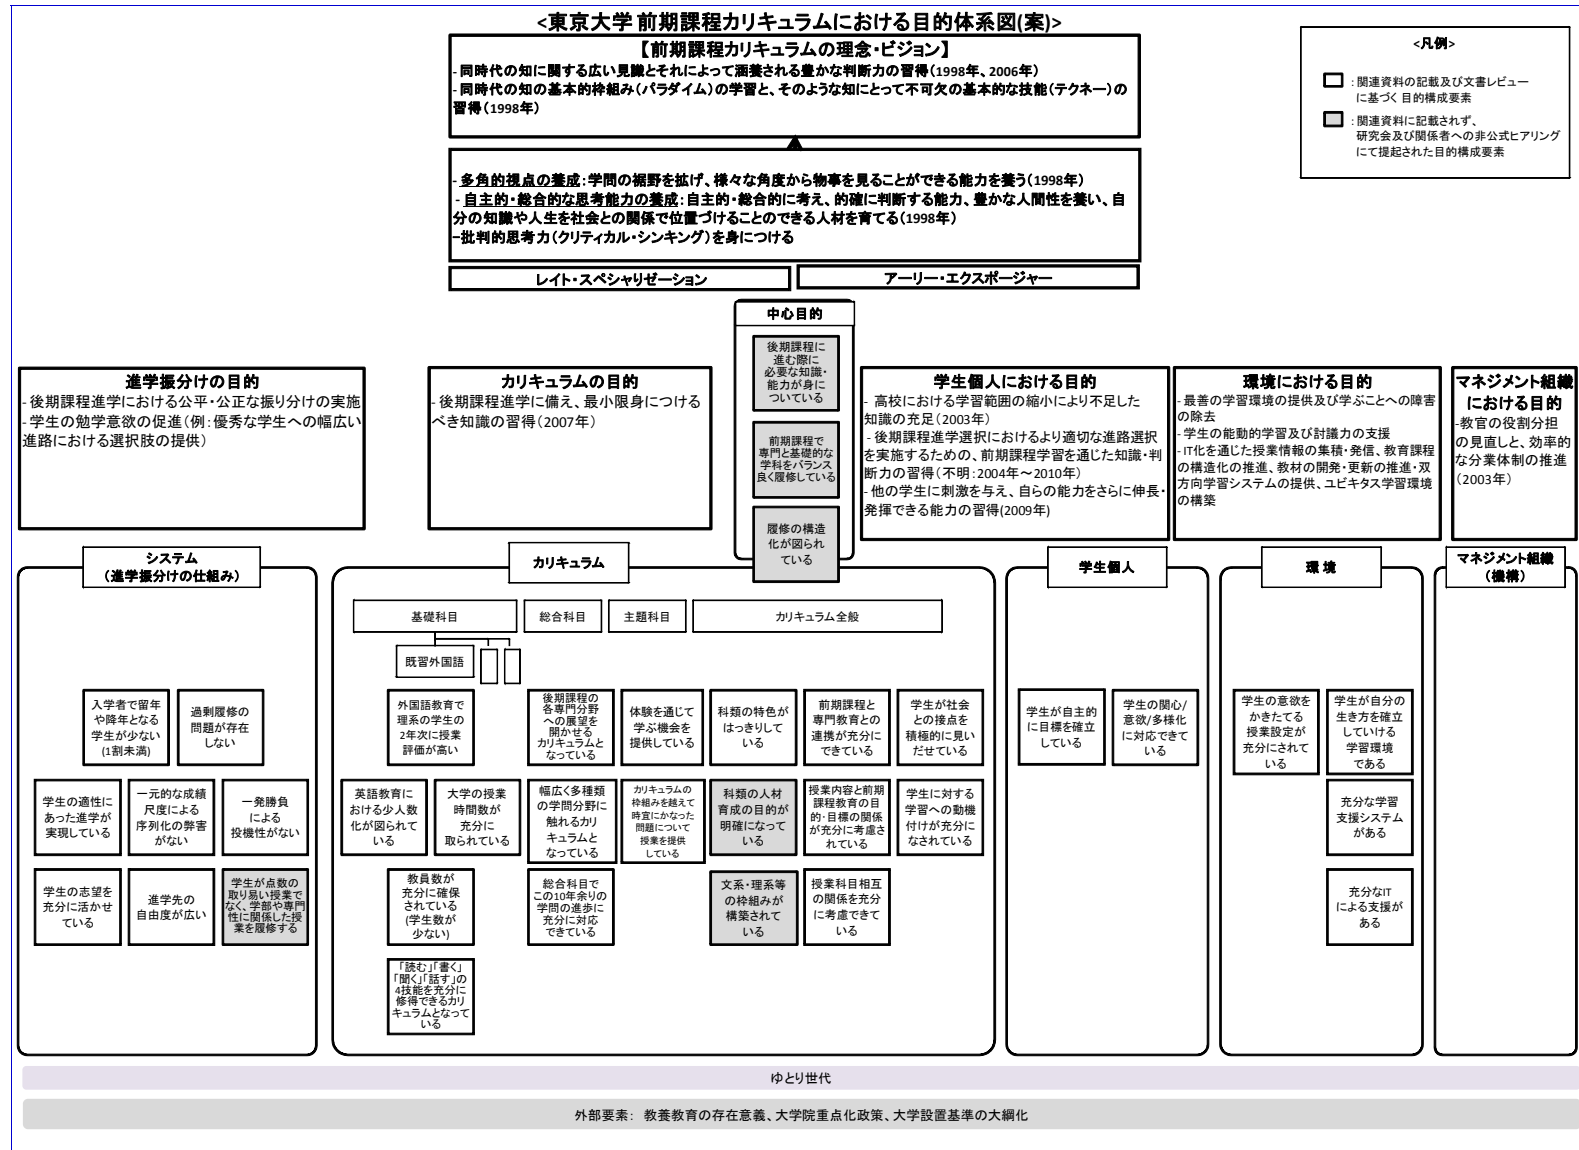 <東京大学 前期課程カリキュラムにおける目的体系図(案)>
【前期課程カリキュラムの理念・ビジョン】
- 同時代の知に関する広い見識とそれによって涵養される豊かな判断力の習得(1998年、2006年)
- 同時代の知の基本的枠組み(パラダイム)の学習と、そのような知にとって不可欠の基本的な技能(テクネー)の
習得(1998年)
<凡例>
:関連資料の記載及び文書レビュー
に基づく目的構成要素
:関連資料に記載されず、
研究会及び関係者への非公式ヒアリング
にて提起された目的構成要素
- 多角的視点の養成:学問の裾野を拡げ、様々な角度から物事を見ることができる能力を養う(1998年)
- 自主的・総合的な思考能力の養成:自主的・総合的に考え、的確に判断する能力、豊かな人間性を養い、自
分の知識や人生を社会との関係で位置づけることのできる人材を育てる(1998年)
−批判的思考力(クリティカル・シンキング)を身につける
レイト・スペシャりゼーション
アーリー・エクスポージャー
中心目的
後期課程に
進む際に
必要な知識・
能力が身に
ついている
前期課程で
専門と基礎的な
学科をバランス
良く履修している
履修の構造
化が図られ
ている
進学振分けの目的
- 後期課程進学における公平・公正な振り分けの実施
- 学生の勉学意欲の促進(例:優秀な学生への幅広い
進路における選択肢の提供)
カリキュラムの目的
- 後期課程進学に備え、最小限身につける
べき知識の習得(2007年)
学生個人における目的
- 高校における学習範囲の縮小により不足した
知識の充足(2003年)
- 後期課程進学選択におけるより適切な進路選択
を実施するための、前期課程学習を通じた知識・判
断力の習得(不明:2004年～2010年)
- 他の学生に刺激を与え、自らの能力をさらに伸長・
発揮できる能力の習得(2009年)
環境における目的
- 最善の学習環境の提供及び学ぶことへの障害
の除去
- 学生の能動的学習及び討議力の支援
- IT化を通じた授業情報の集積・発信、教育課程
の構造化の推進、教材の開発・更新の推進・双
方向学習システムの提供、ユビキタス学習環境
の構築
マネジメント組織
における目的
-教官の役割分担
の見直しと、効率的
な分業体制の推進
(2003年)
システム
(進学振分けの仕組み)
入学者で留年
や降年となる
学生が少ない
(1割未満)
過剰履修の
問題が存在
しない
学生の適性に
あった進学が
実現している
一元的な成績
尺度による
序列化の弊害
がない
一発勝負
による
投機性がない
学生の志望を
充分に活かせ
ている
進学先の
自由度が広い
学生が点数の
取り易い授業で
なく、学部や専門
性に関係した授
業を履修する
カリキュラム
基礎科目
総合科目
主題科目
カリキュラム全般
既習外国語
外国語教育で
理系の学生の
2年次に授業
評価が高い
後期課程の
各専門分野
への展望を
開かせる
カリキュラムと
なっている
体験を通じて
学ぶ機会を
提供している
科類の特色が
はっきりして
いる
前期課程と
専門教育との
連携が充分に
できている
学生が社会
との接点を
積極的に見い
だせている
英語教育に
おける少人数
化が図られて
いる
大学の授業
時間数が
充分に
取られている
幅広く多種類
の学問分野に
触れるカリ
キュラムと
なっている
カリキュラムの
枠組みを越えて
時宜にかなった
問題について
授業を提供
している
科類の人材
育成の目的が
明確になって
いる
授業内容と前期
課程教育の目
的・目標の関係
が充分に考慮さ
れている
学生に対する
学習への動機
付けが充分に
なされている
教員数が
充分に確保
されている
(学生数が
少ない)
総合科目で
この10年余りの
学問の進歩に
充分に対応
できている
文系・理系等
の枠組みが
構築されて
いる
授業科目相互
の関係を充分
に考慮できて
いる
「読む」「書く」
「聞く」「話す」の
4技能を充分に
修得できるカリ
キュラムとなって
いる
学生個人
学生が自主的
に目標を確立
している
学生の関心/
意欲/多様化
に対応できて
いる
環 境
学生の意欲を
かきたてる
授業設定が
充分にされて
いる
学生が自分の
生き方を確立
していける
学習環境
である
充分な学習
支援システム
がある
充分なIT
による支援が
ある
マネジメント組織
(機構)
ゆとり世代
外部要素: 教養教育の存在意義、大学院重点化政策、大学設置基準の大綱化